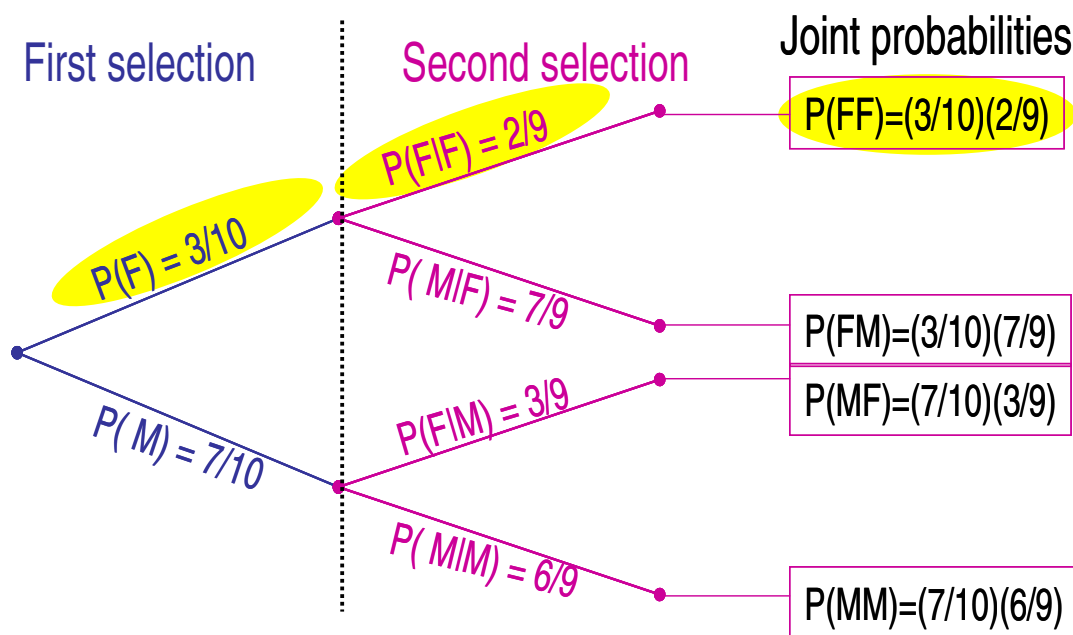 First selection
Second selection
Joint probabilities
P(F) = 3/10
P( M) = 7/10
P(F|F) = 2/9
P( M|F) = 7/9
P(F|M) = 3/9
P( M|M) = 6/9
P(FF)=(3/10)(2/9)
P(FM)=(3/10)(7/9)
P(MF)=(7/10)(3/9)
P(MM)=(7/10)(6/9)